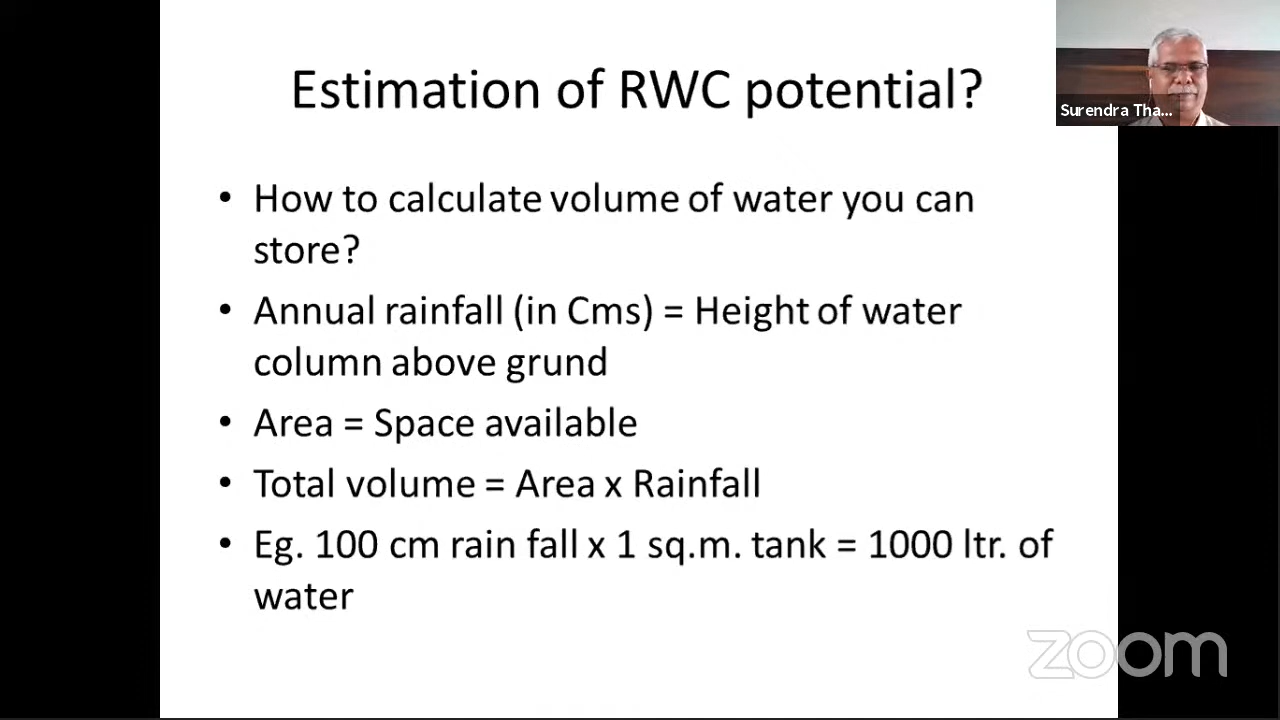 Estimation of RWC potential?
Surendra Tha...
• How to calculate volume of water you can
store?
• Annual rainfall (in Cms) = Height of water
column above grund
• Area = Space available
• Total volume = Area x Rainfall
• Eg. 100 cm rain fall x 1 sq.m. tank = 1000 ltr. of
water
zoom